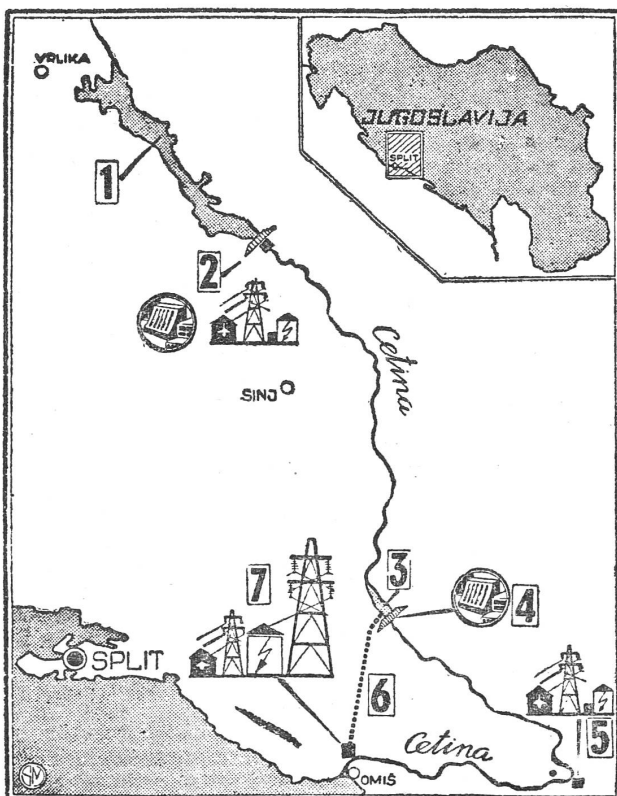 VRLIKA
JUGOSLAVIJA
SPLIT
1
2
Cetina
SINJ
3
7
4
SPLIT
6
5
Cetina
OMIŠ